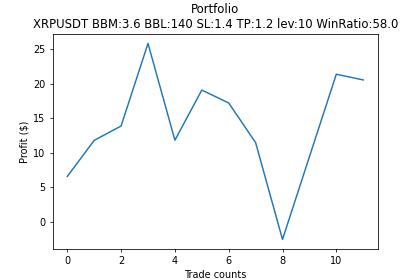 Portfolio
XRPUSDT BBM:3.6 BBL:140 SL:1.4 TP:1.2 lev:10 WinRatio:58.0
25
20
15
10
5
0
Profit ($)
0 2 4 6 8 10
Trade counts